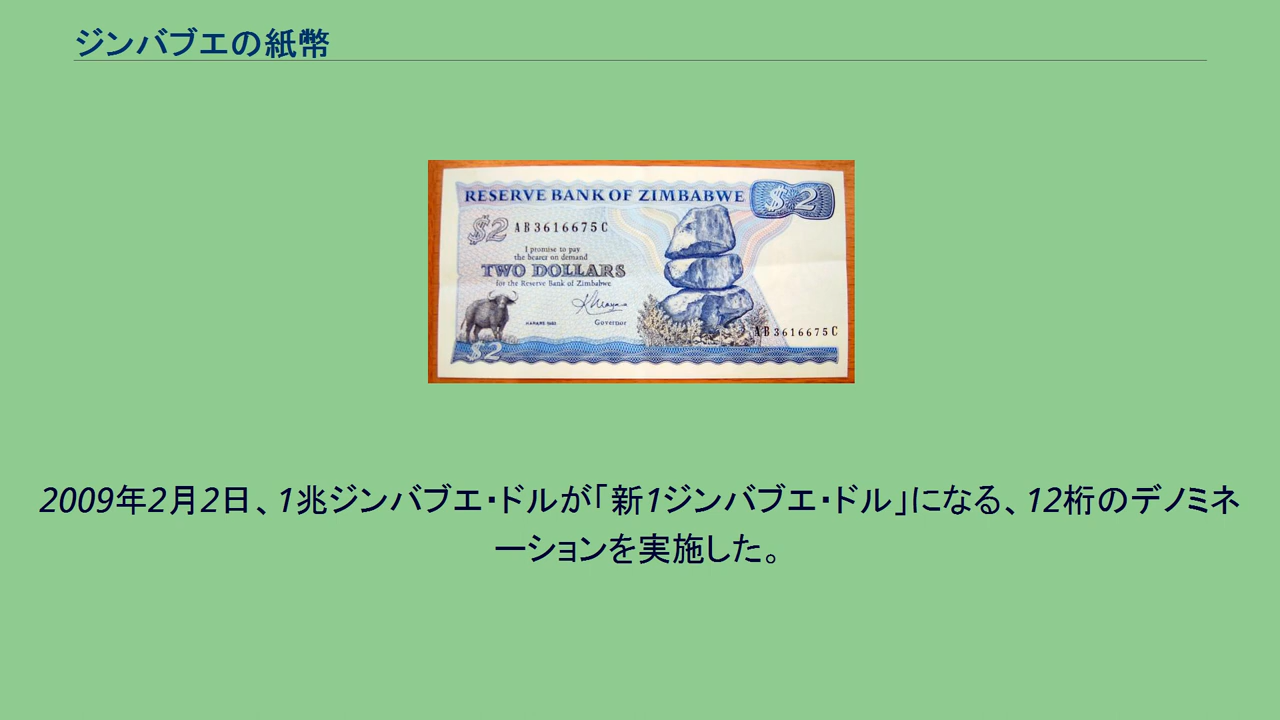 ジンバブエの紙幣
RESERVE BANK OF ZIMBABWE
$2
$2
AB3616675C
I promise to pay
the bearer on demand
TWO DOLLARS
for the Reserve Bank of Zimbabwe
Governor
AB3616675C
$2
2009年2月2日、1兆ジンバブエ・ドルが「新1ジンバブエ・ドル」になる、12桁のデノミネ
ーションを実施した。